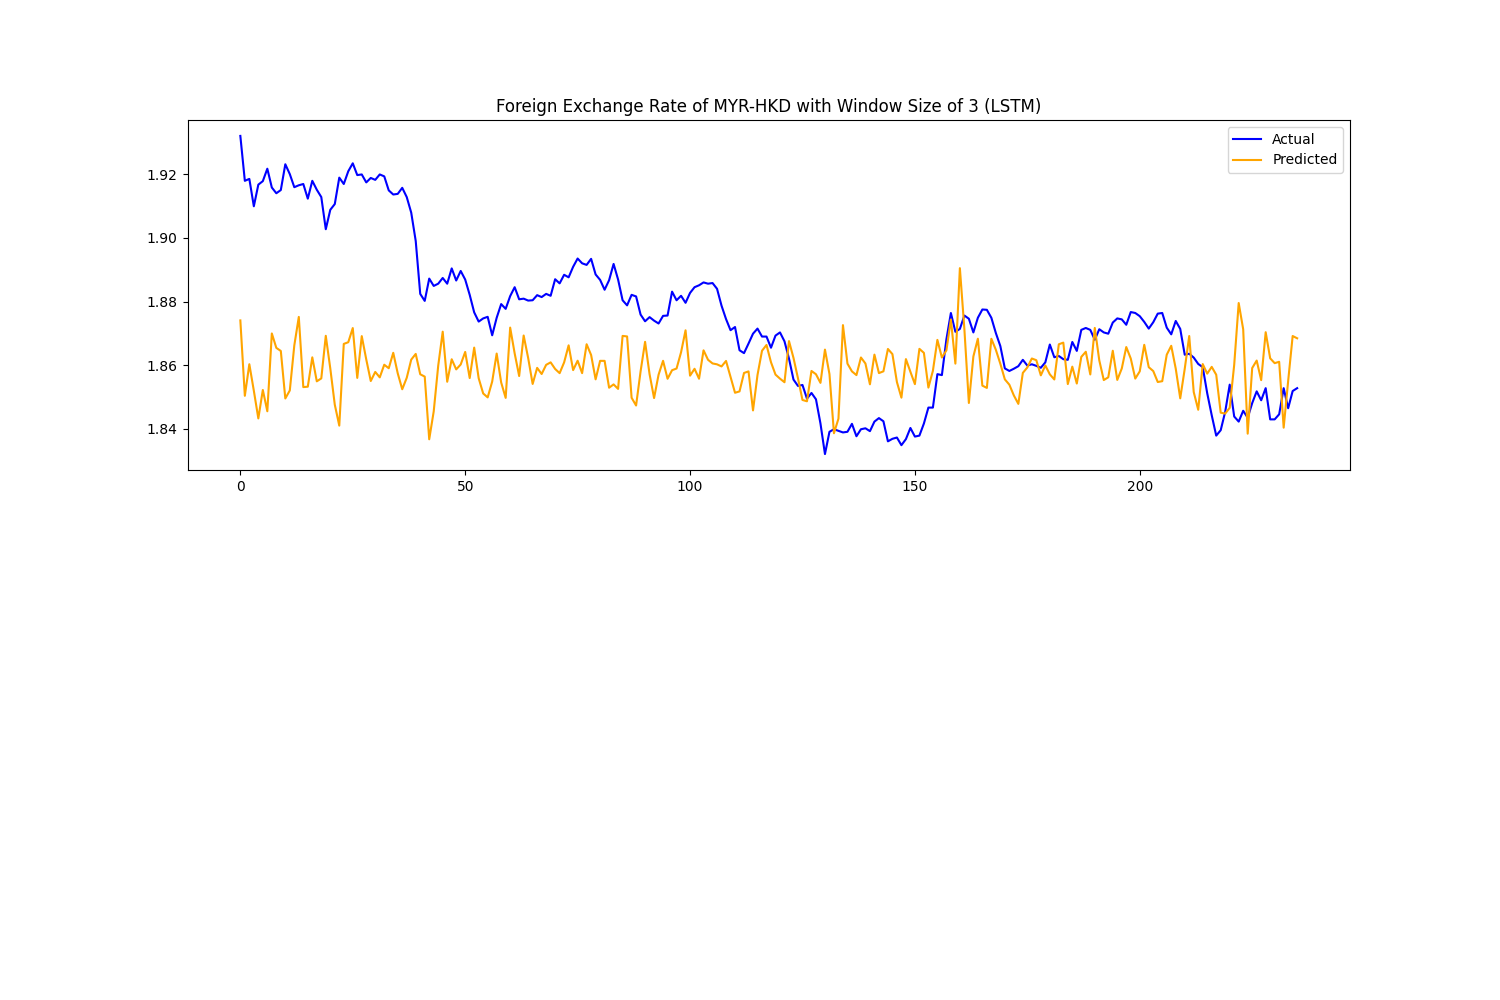 Foreign Exchange Rate of MYR-HKD with Window Size of 3 (LSTM)
Actual
Predicted
1.92
1.90
1.88
1.86
1.84
0 50 100 150 200